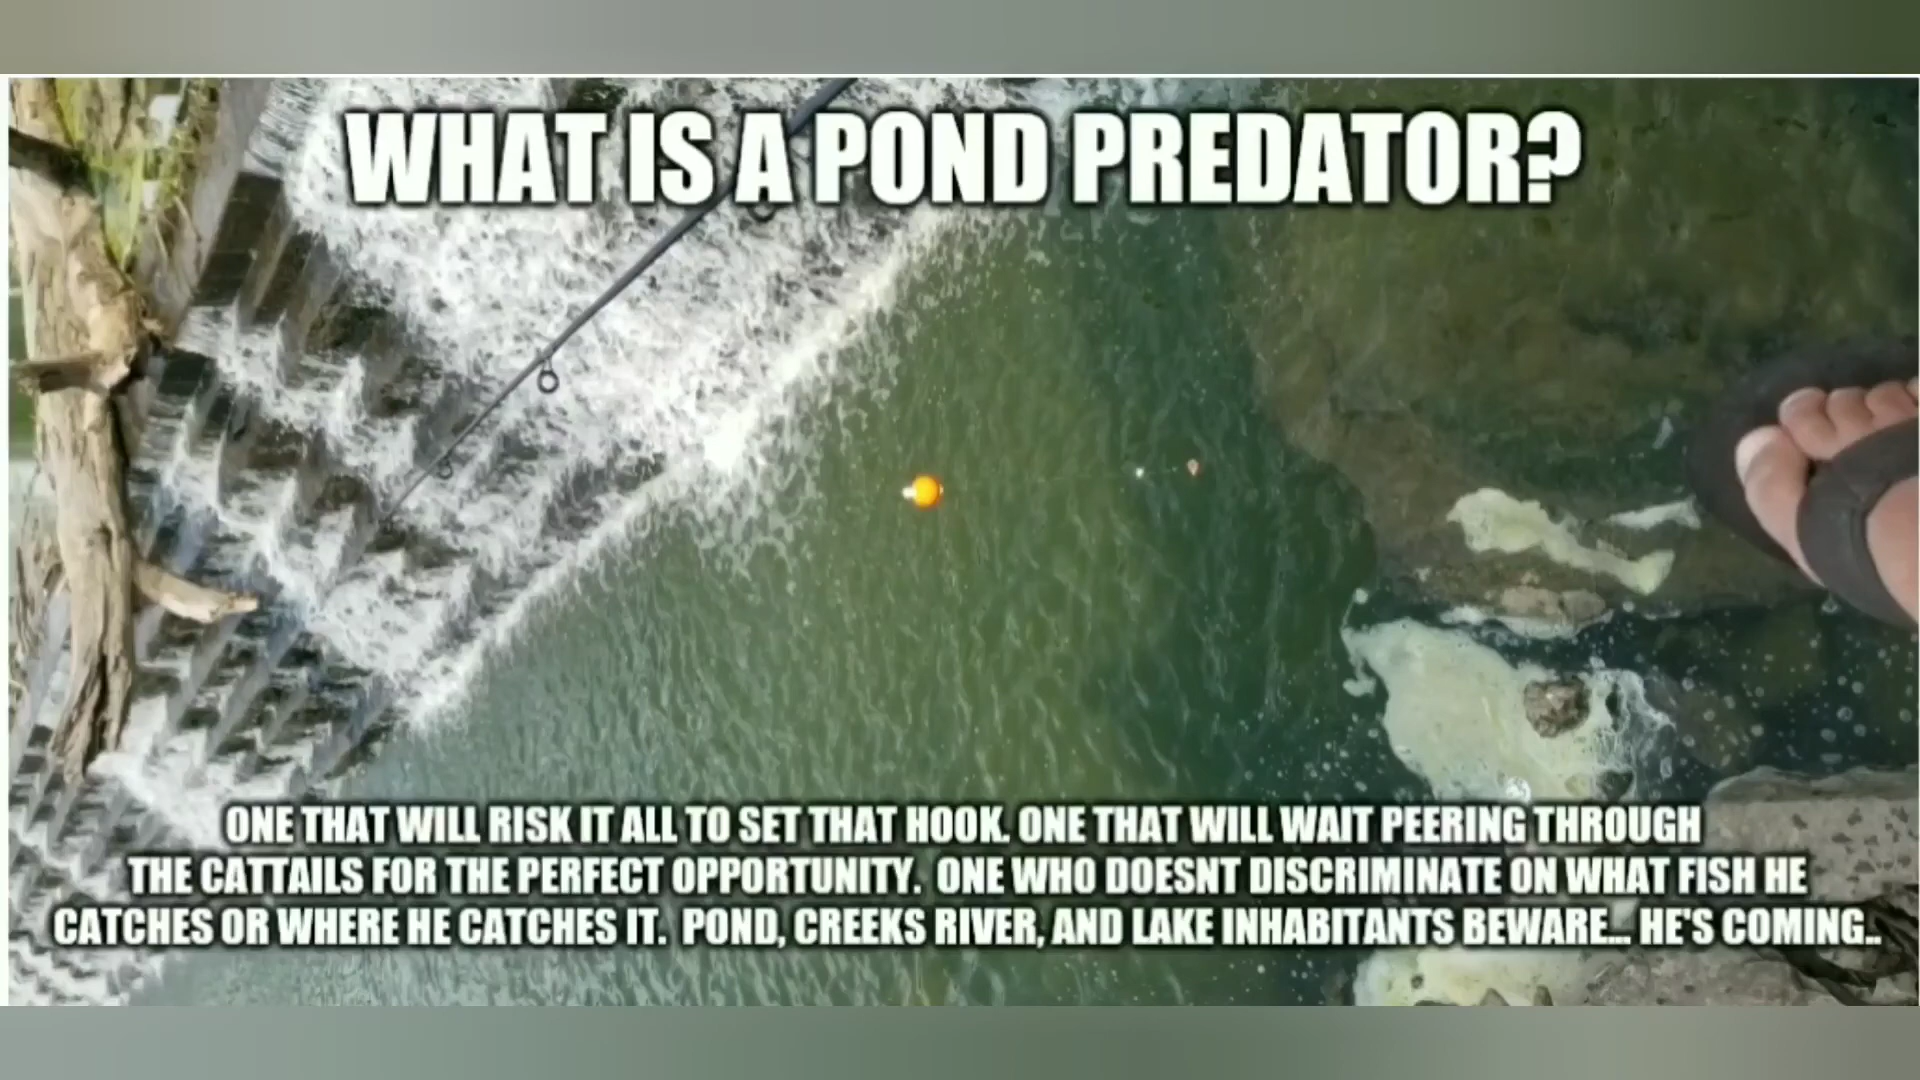 WHAT IS A POND PREDATOR?
ONE THAT WILL RISK IT ALL TO SET THAT HOOK. ONE THAT WILL WAIT PEERING THROUGH
THE CATTAILS FOR THE PERFECT OPPORTUNITY. ONE WHO DOESNT DISCRIMINATE ON WHAT FISH HE
CATCHES OR WHERE HE CATCHES IT. POND, CREEKS RIVER, AND LAKE INHABITANTS BEWARE... HE'S COMING..